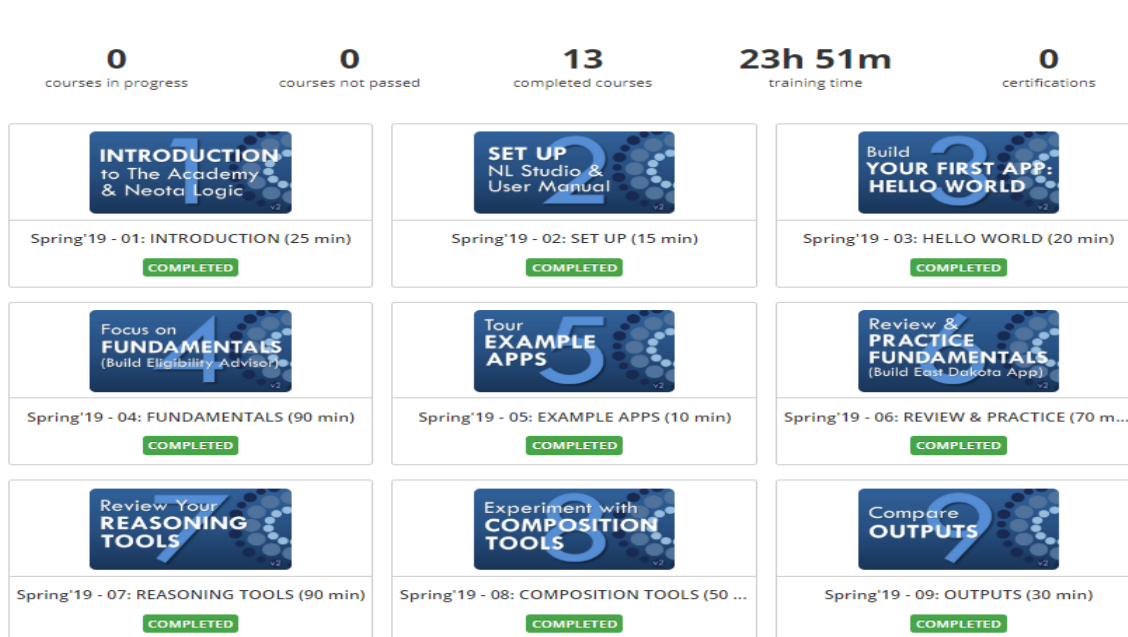 0
courses in progress
0
courses not passed
13
completed courses
23h 51m
training time
0
certifications
1
INTRODUCTION
to The Academy
& Neota Logic
v2
Spring'19 - 01: INTRODUCTION (25 min)
COMPLETED
2
SET UP
NL Studio &
User Manual
v2
Spring'19 - 02: SET UP (15 min)
COMPLETED
3
Build
YOUR FIRST APP:
HELLO WORLD
v2
Spring'19 - 03: HELLO WORLD (20 min)
COMPLETED
4
Focus on
FUNDAMENTALS
(Build Eligibility Advisor)
v2
Spring'19 - 04: FUNDAMENTALS (90 min)
COMPLETED
5
Tour
EXAMPLE
APPS
v2
Spring'19 - 05: EXAMPLE APPS (10 min)
COMPLETED
6
Review &
PRACTICE
FUNDAMENTALS
(Build East Dakota App)
v2
Spring'19 - 06: REVIEW & PRACTICE (70 m...
COMPLETED
7
Review Your
REASONING
TOOLS
v2
Spring'19 - 07: REASONING TOOLS (90 min)
COMPLETED
8
Experiment with
COMPOSITION
TOOLS
v2
Spring'19 - 08: COMPOSITION TOOLS (50 ...
COMPLETED
9
Compare
OUTPUTS
v2
Spring'19 - 09: OUTPUTS (30 min)
COMPLETED